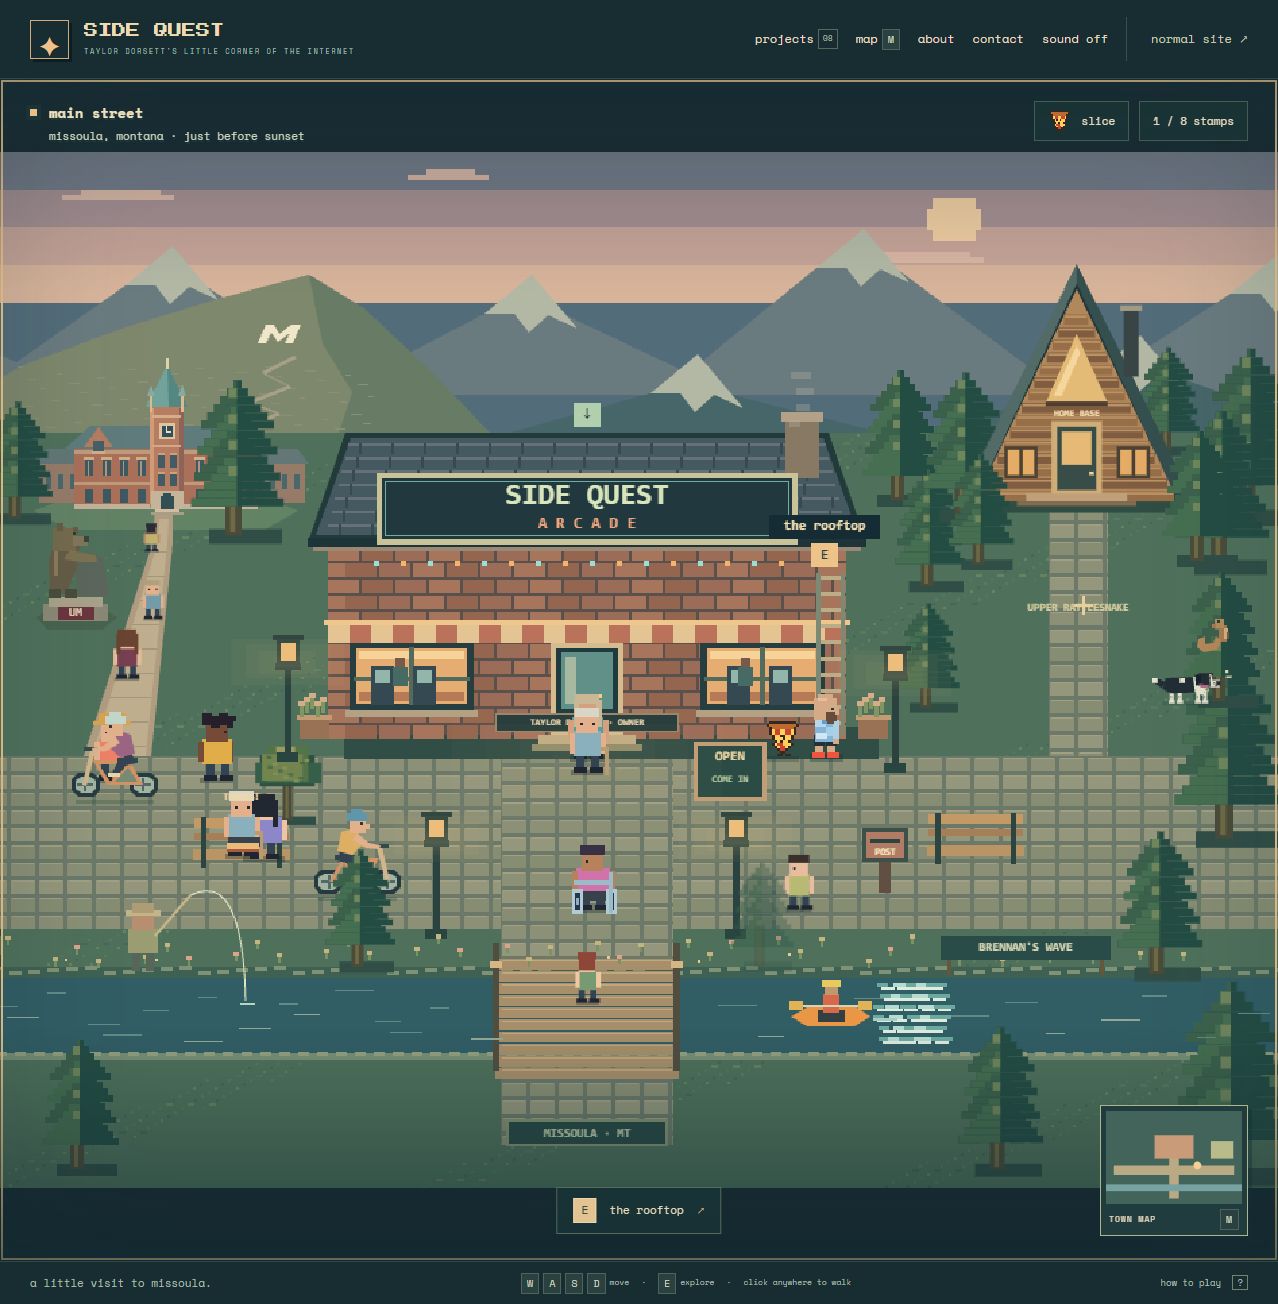 SIDE QUEST
TAYLOR DORSETT'S LITTLE CORNER OF THE INTERNET
projects 08
map M
about
contact
sound off
normal site ↗
main street
missoula, montana · just before sunset
slice
1 / 8 stamps
M
↓
HOME BASE
SIDE QUEST
ARCADE
the rooftop
E
UM
UPPER RATTLESNAKE
TAYLOR
OWNER
OPEN
COME IN
POST
BRENNAN'S WAVE
MISSOULA · MT
E the rooftop ↗
TOWN MAP M
a little visit to missoula.
W A S D move · E explore · click anywhere to walk
how to play ?